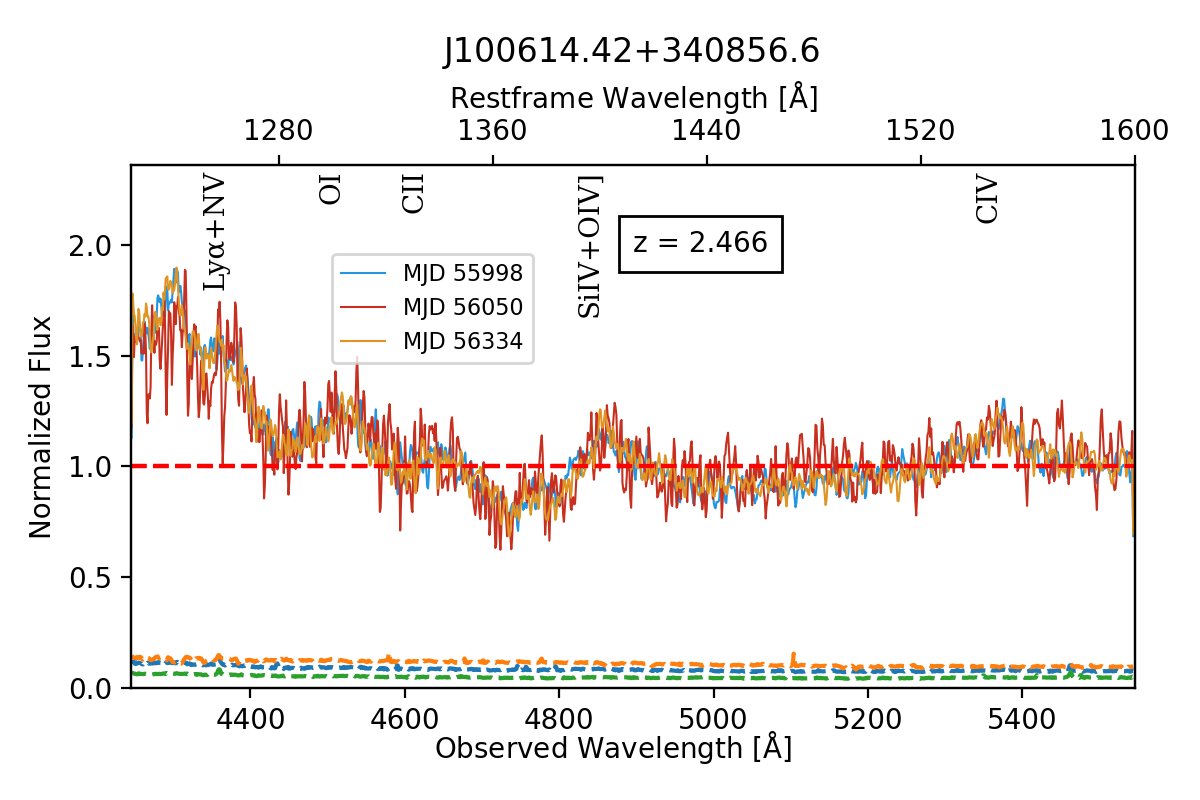 J100614.42+340856.6
Restframe Wavelength [Å]
1280 1360 1440 1520 1600
Lyα+NV
OI
CII
SiIV+OIV]
CIV
z = 2.466
MJD 55998
MJD 56050
MJD 56334
Normalized Flux
2.0
1.5
1.0
0.5
0.0
4400 4600 4800 5000 5200 5400
Observed Wavelength [Å]